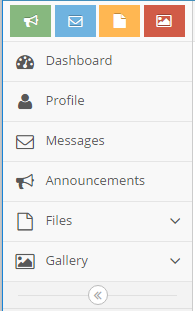 Dashboard
Profile
Messages
Announcements
Files
Gallery